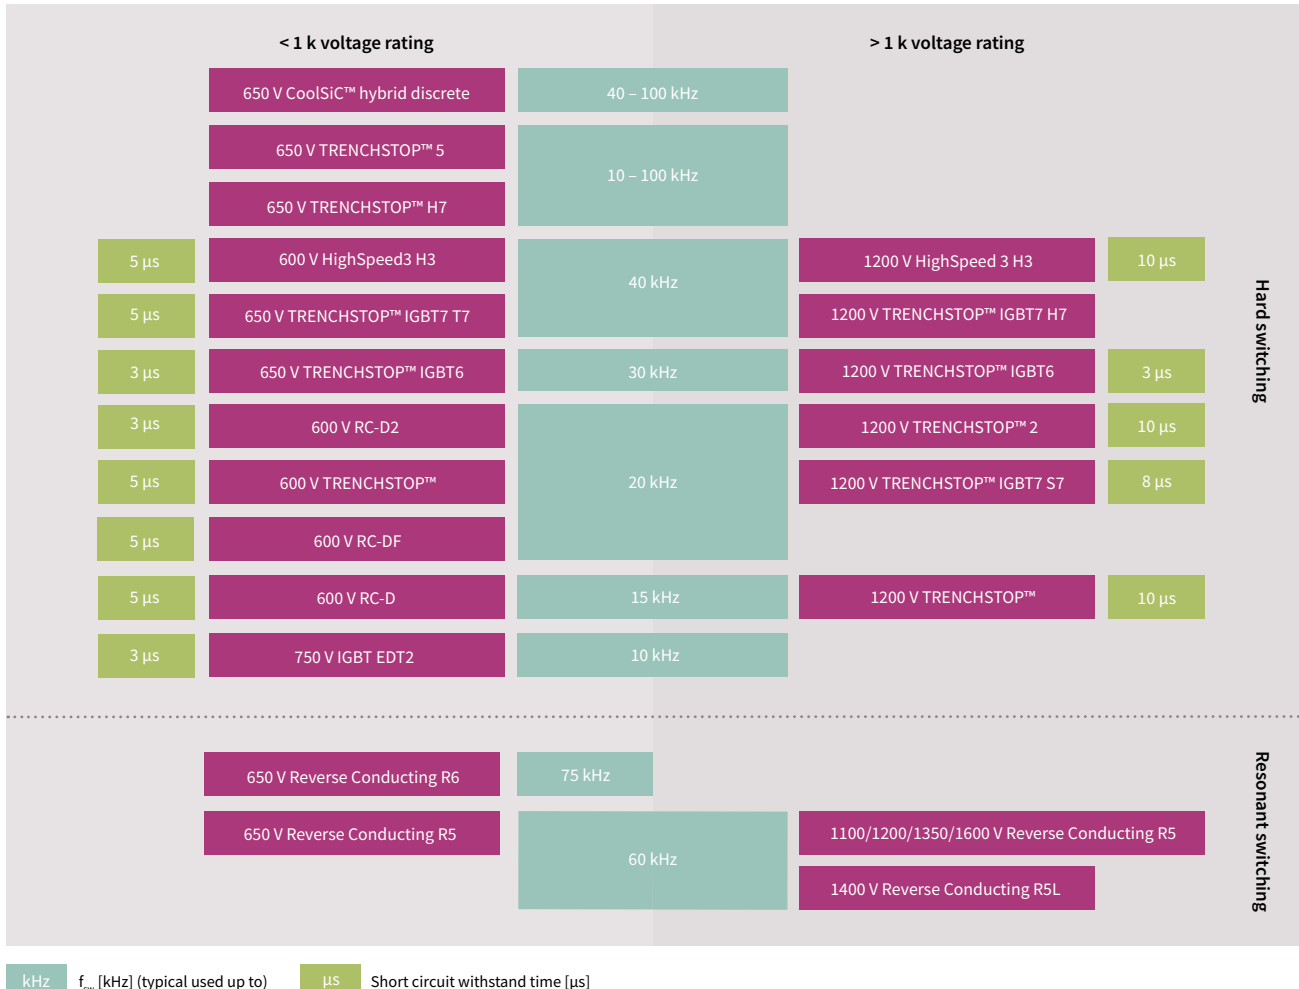 < 1 k voltage rating
> 1 k voltage rating
650 V CoolSiC™ hybrid discrete
40 – 100 kHz
650 V TRENCHSTOP™ 5
10 – 100 kHz
650 V TRENCHSTOP™ H7
5 µs
600 V HighSpeed3 H3
40 kHz
1200 V HighSpeed 3 H3
10 µs
5 µs
650 V TRENCHSTOP™ IGBT7 T7
1200 V TRENCHSTOP™ IGBT7 H7
3 µs
650 V TRENCHSTOP™ IGBT6
30 kHz
1200 V TRENCHSTOP™ IGBT6
3 µs
3 µs
600 V RC-D2
1200 V TRENCHSTOP™ 2
10 µs
5 µs
600 V TRENCHSTOP™
20 kHz
1200 V TRENCHSTOP™ IGBT7 S7
8 µs
5 µs
600 V RC-DF
5 µs
600 V RC-D
15 kHz
1200 V TRENCHSTOP™
10 µs
3 µs
750 V IGBT EDT2
10 kHz
Hard switching
650 V Reverse Conducting R6
75 kHz
650 V Reverse Conducting R5
60 kHz
1100/1200/1350/1600 V Reverse Conducting R5
1400 V Reverse Conducting R5L
Resonant switching
kHz
fsw [kHz] (typical used up to)
µs
Short circuit withstand time [µs]